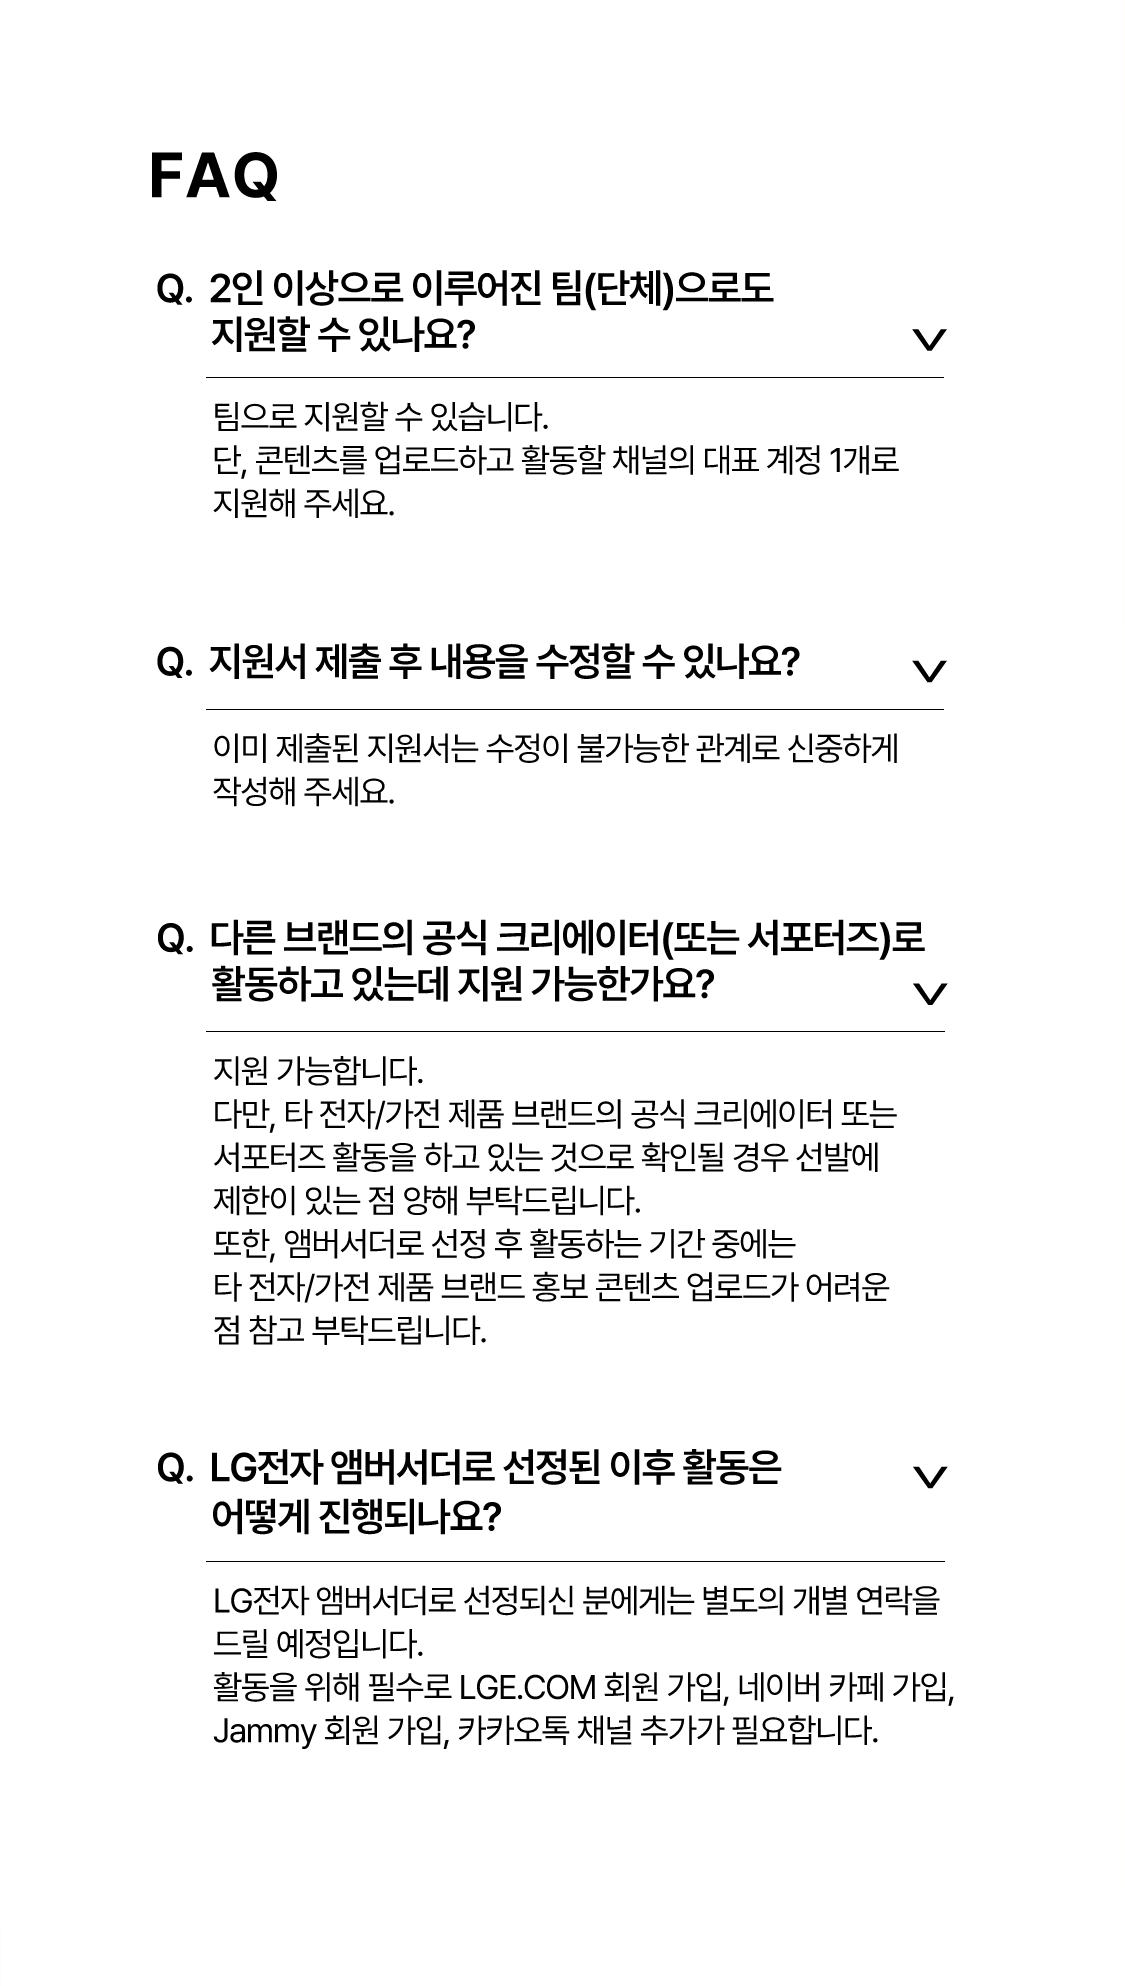 FAQ
Q. 2인 이상으로 이루어진 팀(단체)으로도
지원할 수 있나요?
팀으로 지원할 수 있습니다.
단, 콘텐츠를 업로드하고 활동할 채널의 대표 계정 1개로
지원해 주세요.
Q. 지원서 제출 후 내용을 수정할 수 있나요?
이미 제출된 지원서는 수정이 불가능한 관계로 신중하게
작성해 주세요.
Q. 다른 브랜드의 공식 크리에이터(또는 서포터즈)로
활동하고 있는데 지원 가능한가요?
지원 가능합니다.
다만, 타 전자/가전 제품 브랜드의 공식 크리에이터 또는
서포터즈 활동을 하고 있는 것으로 확인될 경우 선발에
제한이 있는 점 양해 부탁드립니다.
또한, 앰버서더로 선정 후 활동하는 기간 중에는
타 전자/가전 제품 브랜드 홍보 콘텐츠 업로드가 어려운
점 참고 부탁드립니다.
Q. LG전자 앰버서더로 선정된 이후 활동은
어떻게 진행되나요?
LG전자 앰버서더로 선정되신 분에게는 별도의 개별 연락을
드릴 예정입니다.
활동을 위해 필수로 LGE.COM 회원 가입, 네이버 카페 가입,
Jammy 회원 가입, 카카오톡 채널 추가가 필요합니다.